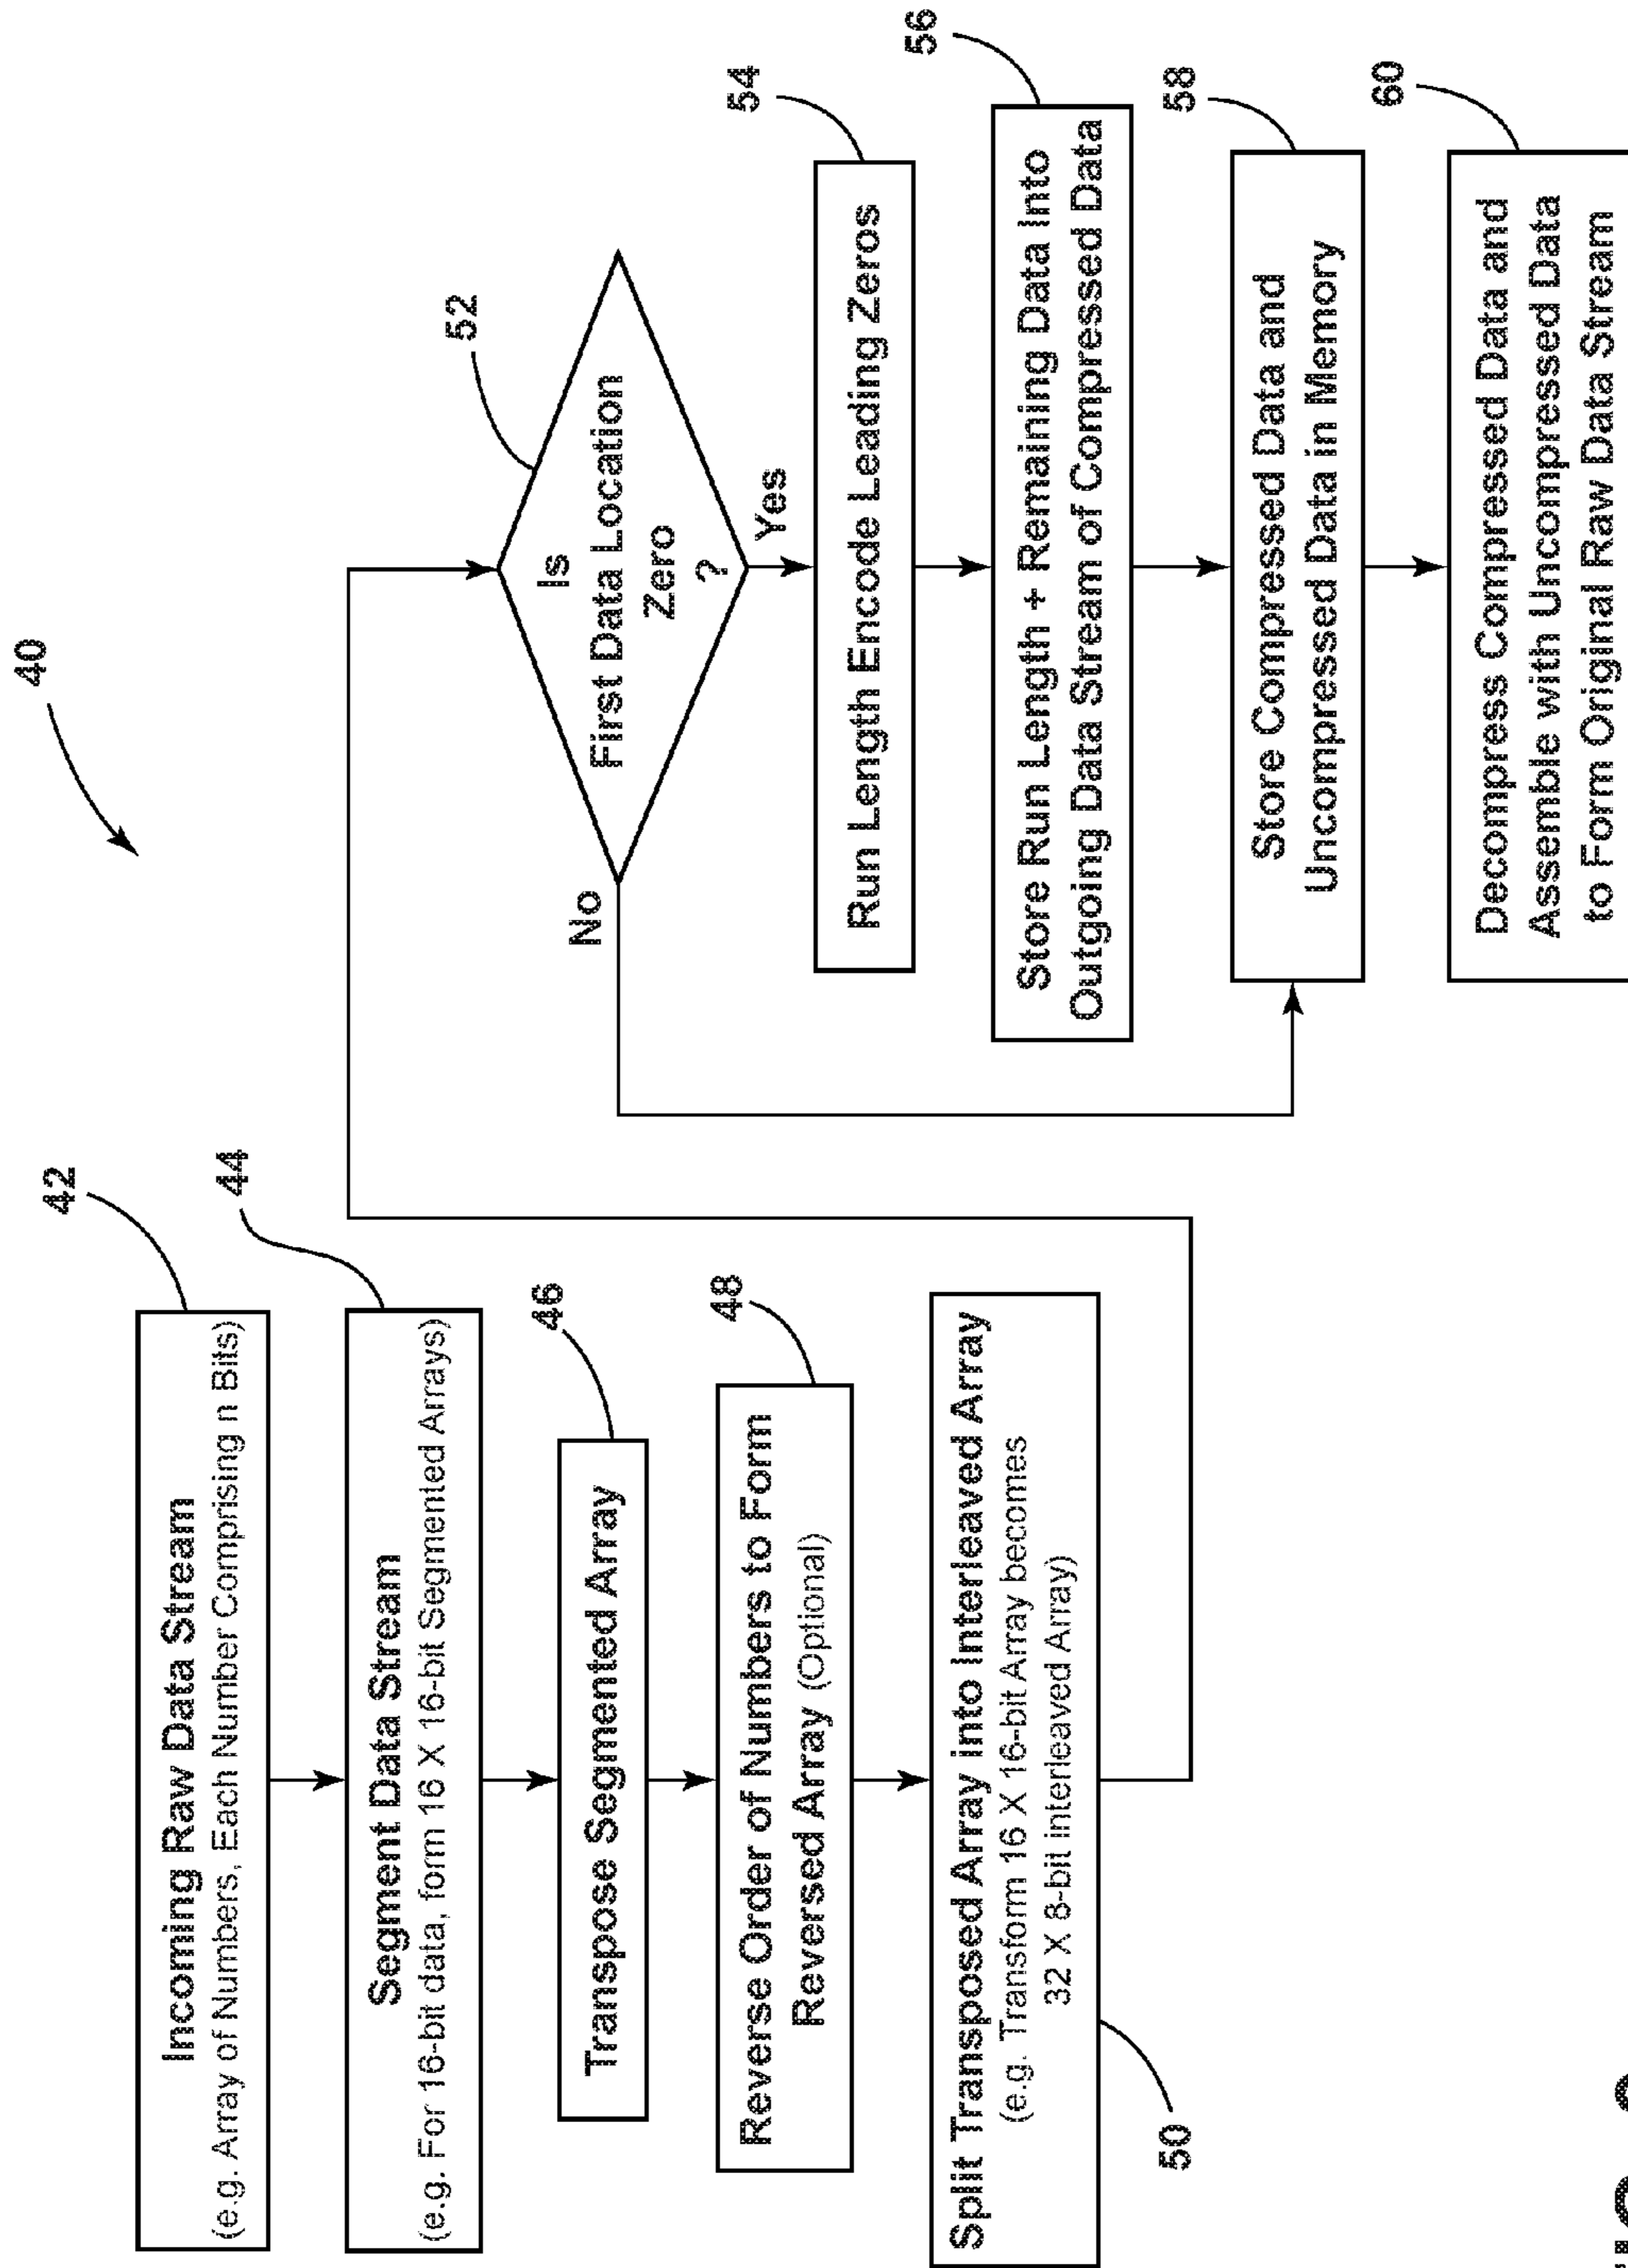 40
42
Incoming Raw Data Stream
(e.g. Array of Numbers, Each Number Comprising n Bits)
44
Segment Data Stream
(e.g. For 16-bit data, form 16 X 16-bit Segmented Arrays)
46
Transpose Segmented Array
48
Reverse Order of Numbers to Form
Reversed Array (Optional)
Split Transposed Array into Interleaved Array
(e.g. Transform 16 X 16-bit Array becomes
32 X 8-bit interleaved Array)
50
52
Is
First Data Location
Zero
?
No
Yes
54
Run Length Encode Leading Zeros
56
Store Run Length + Remaining Data Into
Outgoing Data Stream of Compressed Data
58
Store Compressed Data and
Uncompressed Data in Memory
60
Decompress Compressed Data and
Assemble with Uncompressed Data
to Form Original Raw Data Stream